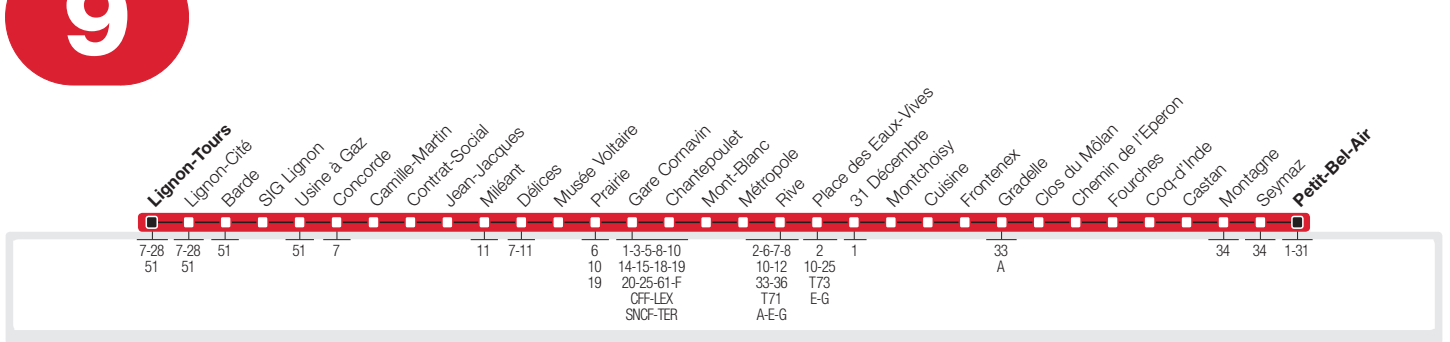 9
Lignon-Tours
Lignon-Cité
Barde
SIG Lignon
Usine à Gaz
Concorde
Camille-Martin
Contrat-Social
Jean-Jacques
Miléant
Délices
Musée Voltaire
Prairie
Gare Cornavin
Chantepoulet
Mont-Blanc
Métropole
Rive
Place des Eaux-Vives
31 Décembre
Montchoisy
Cuisine
Frontenex
Gradelle
Clos du Môlan
Chemin de l'Eperon
Fourches
Coq-d'Inde
Castan
Montagne
Seymaz
Petit-Bel-Air
7-28
51
7-28
51
51
51
7
11
7-11
6
10
19
1-3-5-8-10
14-15-18-19
20-25-61-F
CFF-LEX
SNCF-TER
2-6-7-8
10-12
33-36
T71
A-E-G
2
10-25
T73
E-G
1
33
A
34
34
1-31